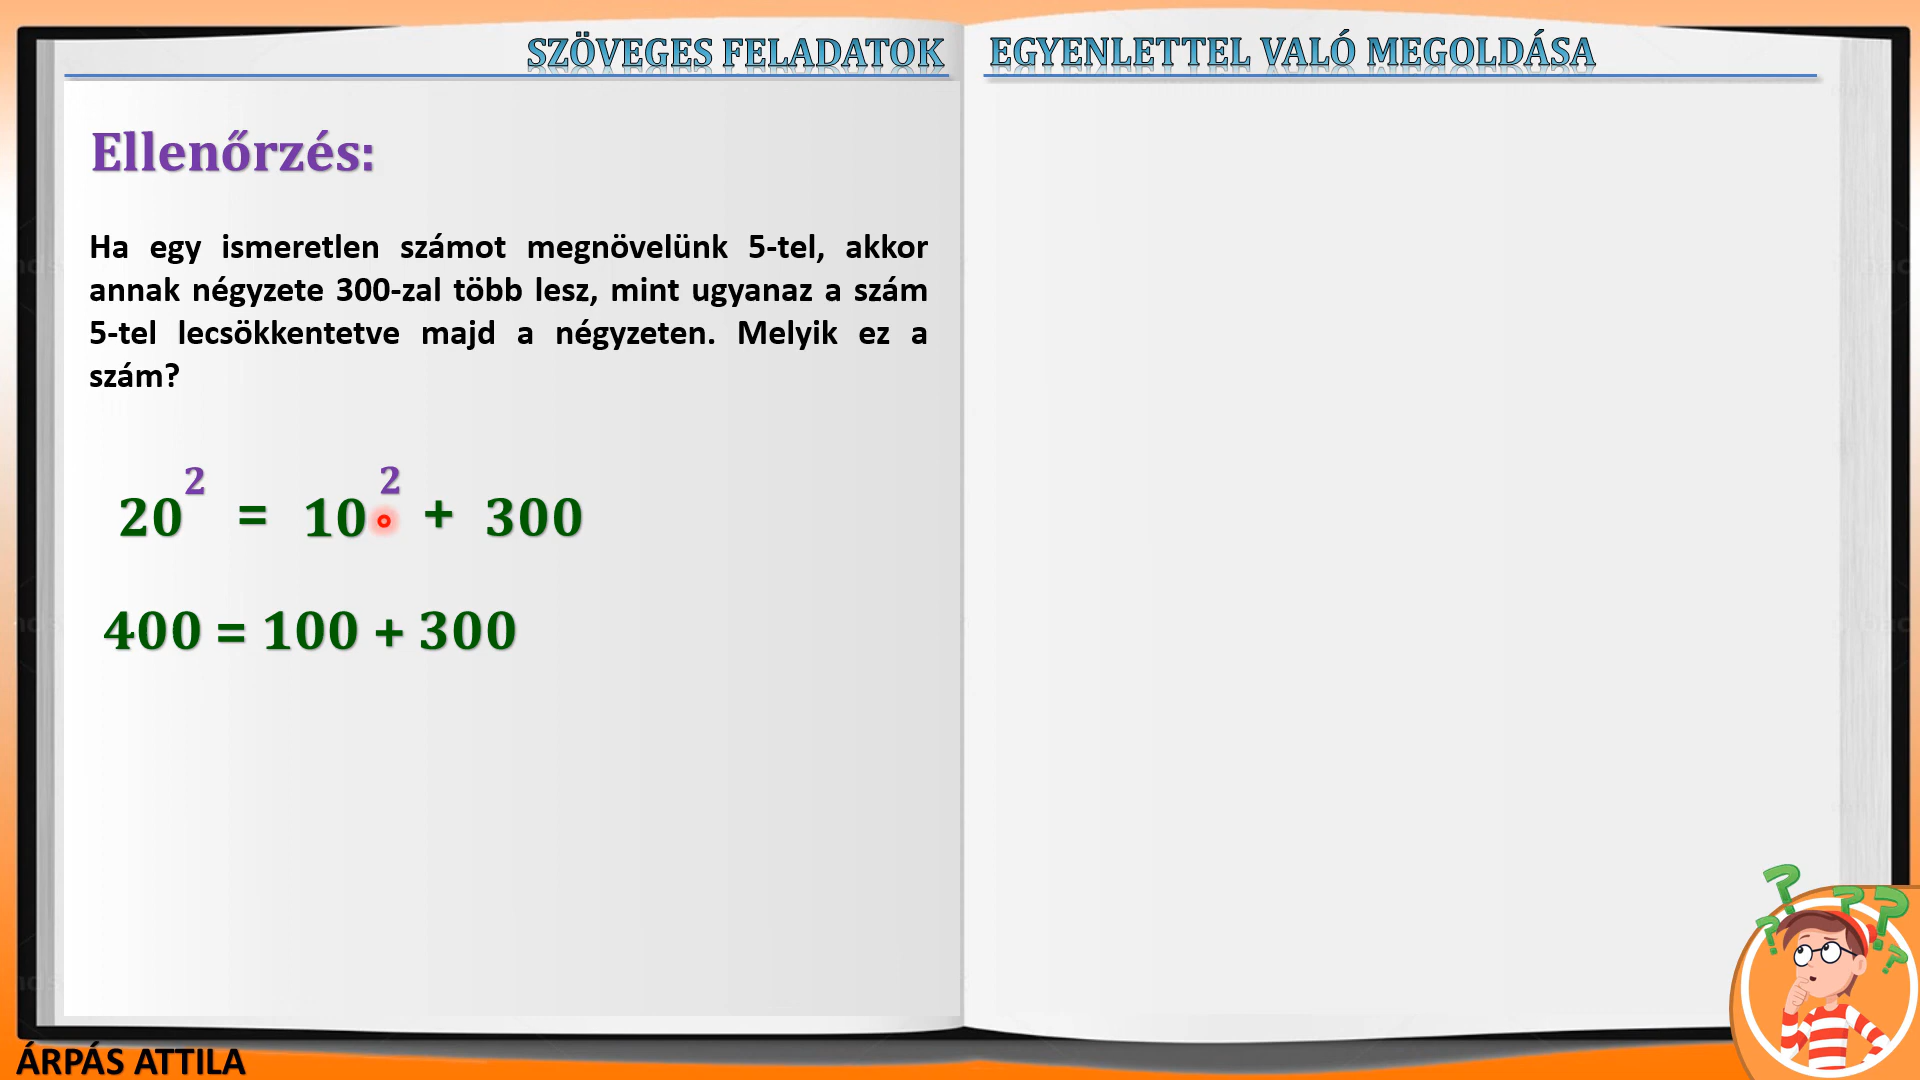 SZÖVEGES FELADATOK
EGYENLETTEL VALÓ MEGOLDÁSA
Ellenőrzés:
Ha egy ismeretlen számot megnövelünk 5-tel, akkor
annak négyzete 300-zal több lesz, mint ugyanaz a szám
5-tel lecsökkentetve majd a négyzeten. Melyik ez a
szám?
20² = 10² + 300
400 = 100 + 300
ÁRPÁS ATTILA